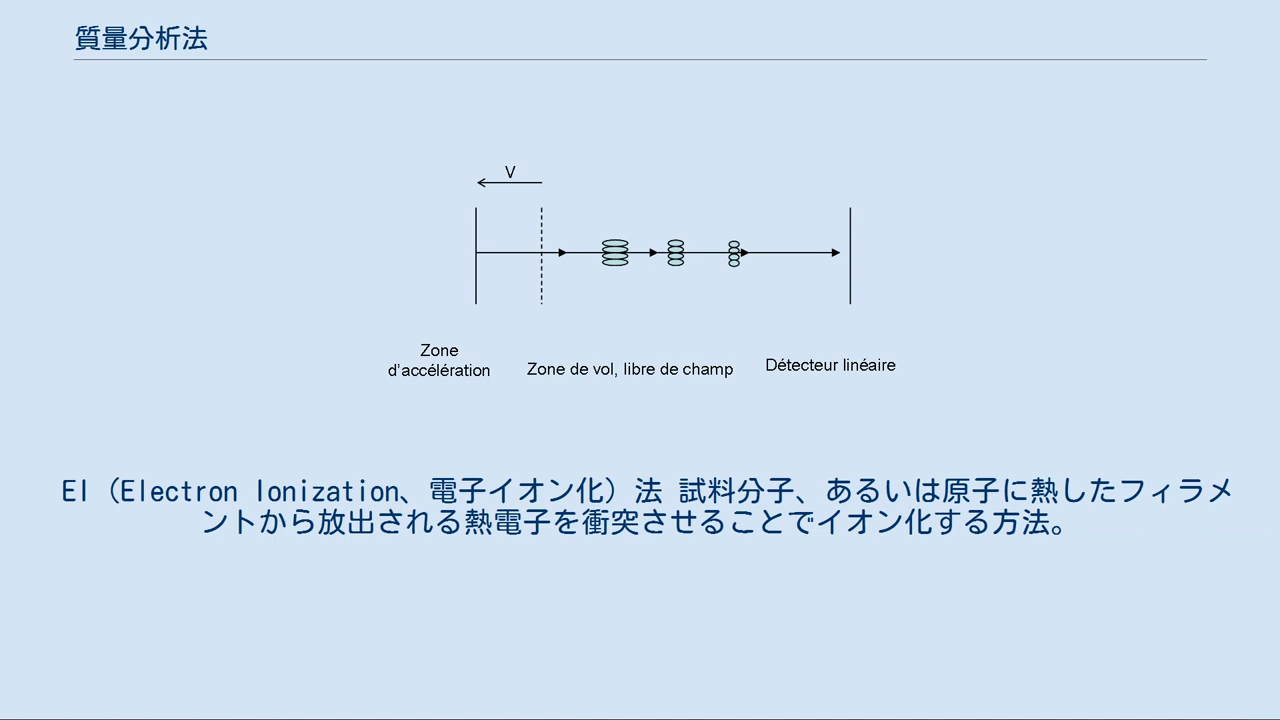 質量分析法
V
Zone
d’accélération
Zone de vol, libre de champ
Détecteur linéaire
EI（Electron Ionization、電子イオン化）法 試料分子、あるいは原子に熱したフィラメ
ントから放出される熱電子を衝突させることでイオン化する方法。